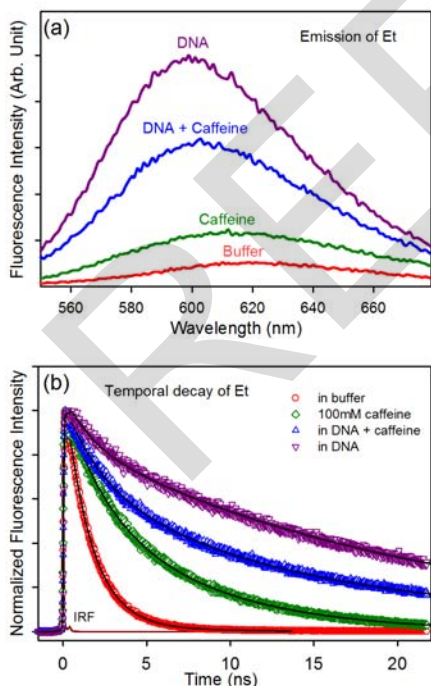 (a)
Emission of Et
DNA
DNA + Caffeine
Caffeine
Buffer
Fluorescence Intensity (Arb. Unit)
560 580 600 620 640 660
Wavelength (nm)
(b)
Temporal decay of Et
in buffer
100mM caffeine
in DNA + caffeine
in DNA
Normalized Fluorescence Intensity
IRF
0 5 10 15 20
Time (ns)